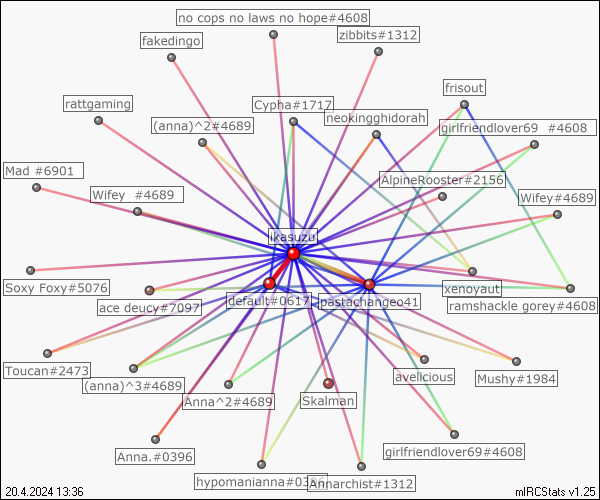 no cops no laws no hope#4608
fakedingo
zibbits#1312
frisout
rattgaming
Cypha#1717
neokingghidorah
(anna)^2#4689
girlfriendlover69 #4608
Mad #6901
AlpineRooster#2156
Wifey #4689
Wifey#4689
ikasuzu
Soxy Foxy#5076
xenoyaut
ace deucy#7097
default#0617
pastachangeo41
ramshackle gorey#4608
Toucan#2473
(anna)^3#4689
Anna^2#4689
Skalman
avelicious
Mushy#1984
Anna.#0396
girlfriendlover69#4608
hypomanianna#0396
Annarchist#1312
20.4.2024 13:36
mIRCStats v1.25